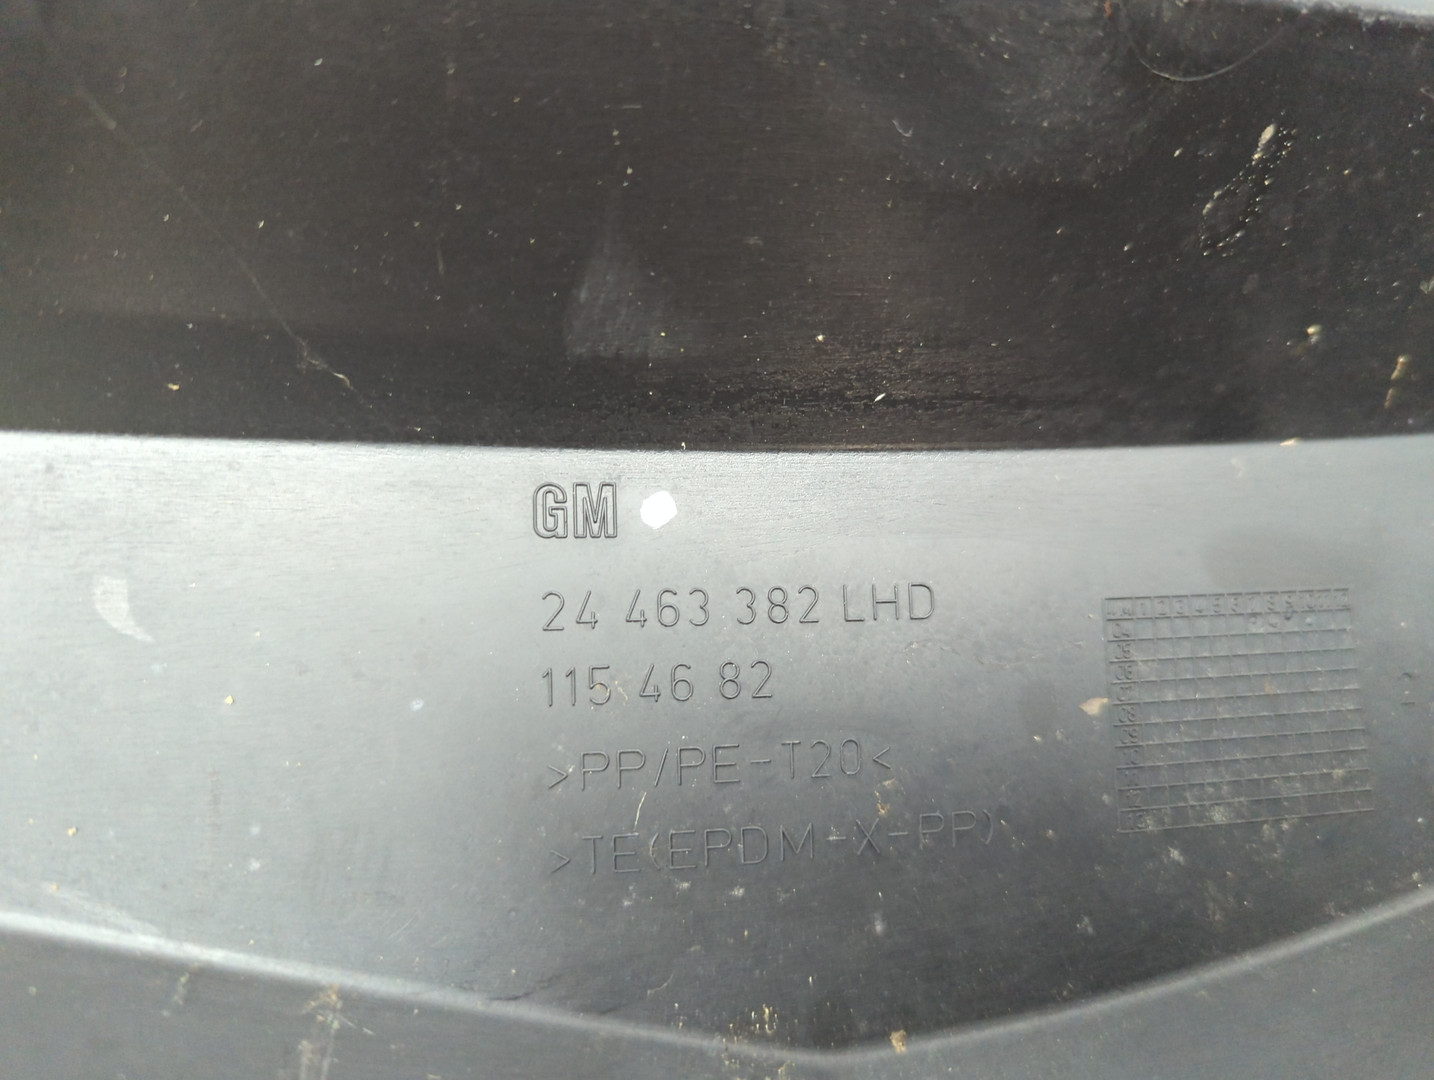 GM
24 463 382 LHD
115 46 82
>PP/PE-T20<
>TE(EPDM-X-PP)